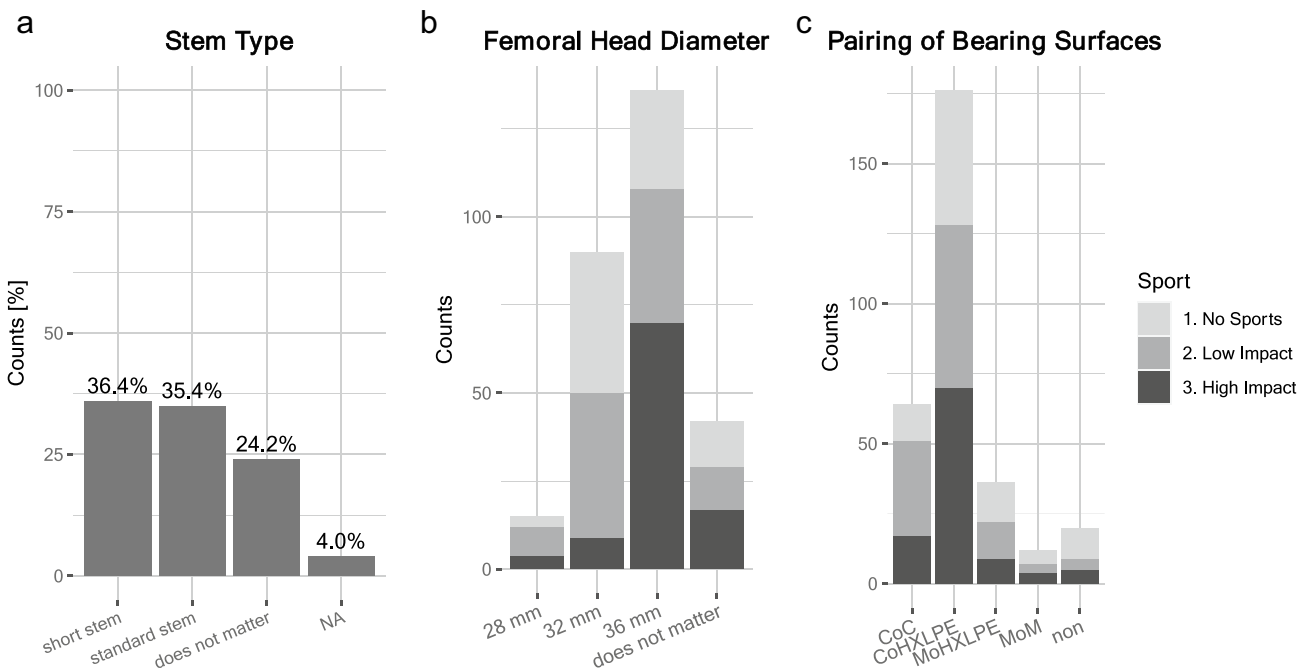 a
Stem Type
Counts [%]
100
75
50
25
0
36.4%
35.4%
24.2%
4.0%
short stem
standard stem
does not matter
NA
b
Femoral Head Diameter
Counts
100
50
0
28 mm
32 mm
36 mm
does not matter
c
Pairing of Bearing Surfaces
Counts
150
100
50
0
CoC
CoHXLPE
MoHXLPE
MoM
non
Sport
1. No Sports
2. Low Impact
3. High Impact